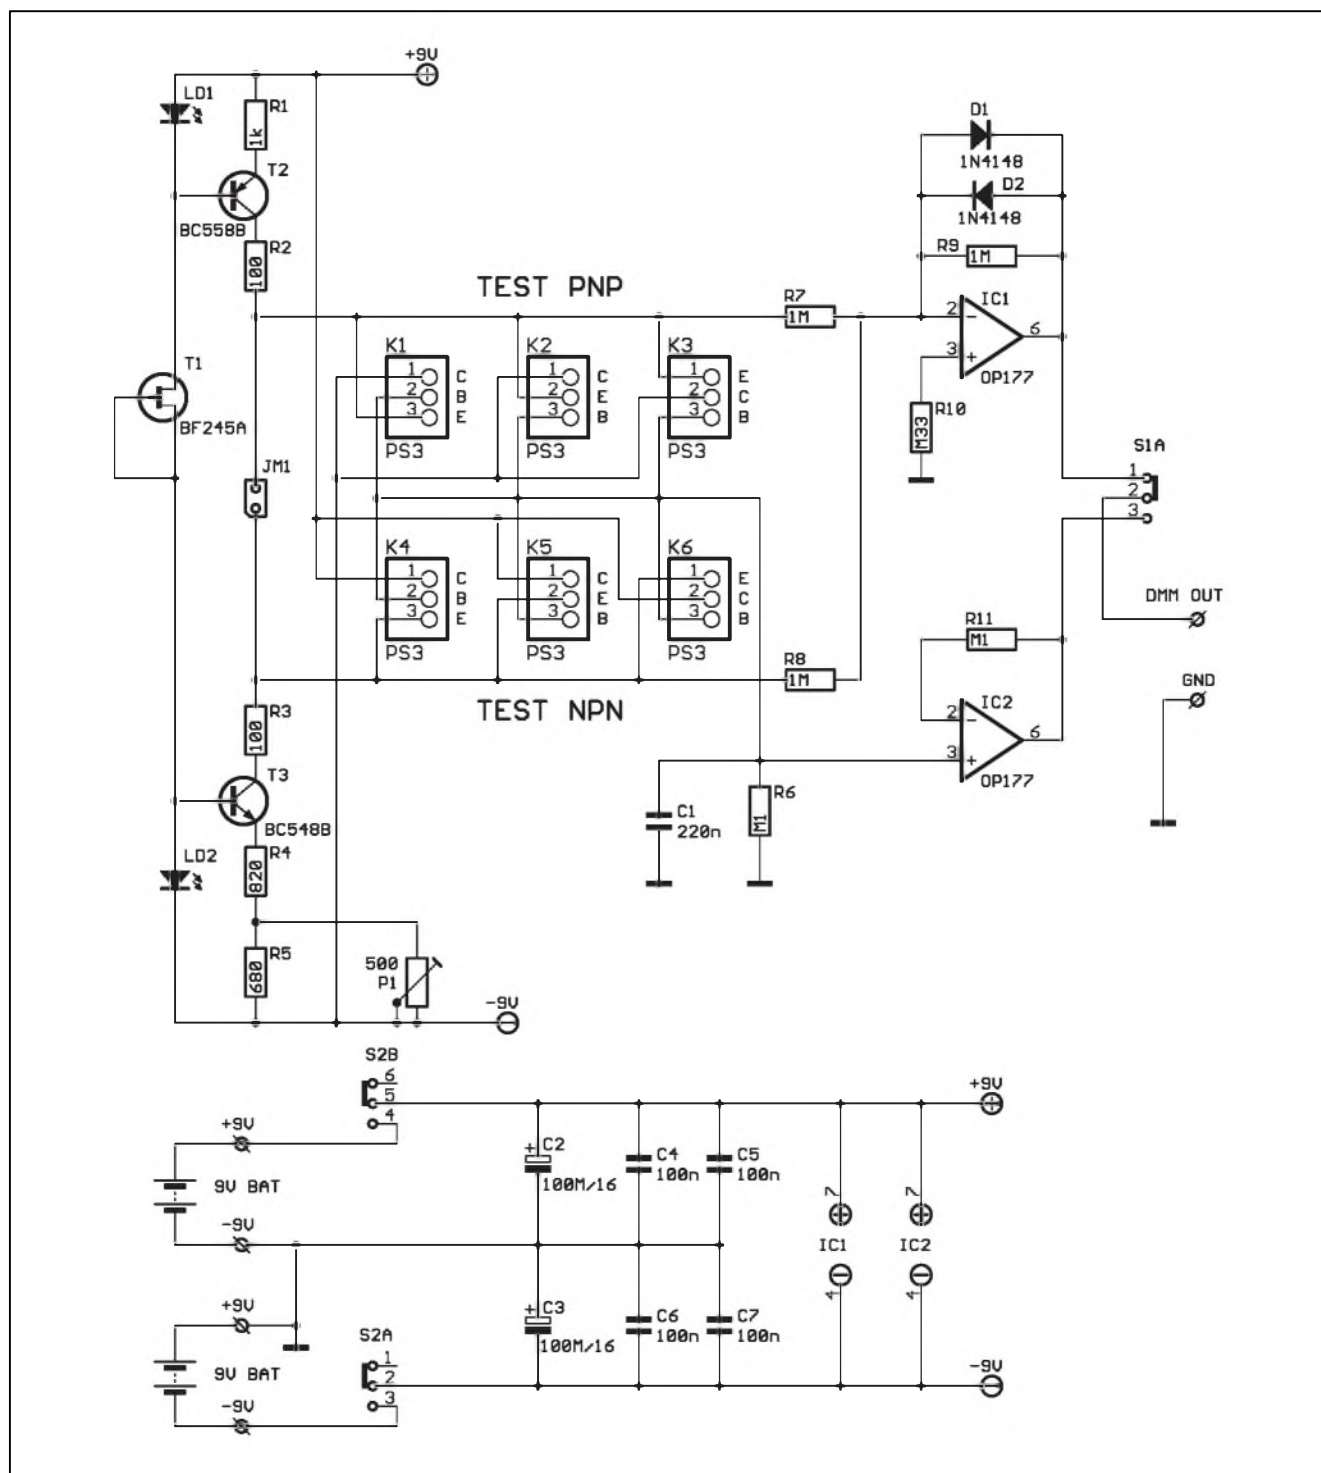 +9V
LD1
R1
1k
T2
BC558B
R2
100
D1
1N4148
D2
1N4148
R9
1M
TEST PNP
R7
1M
IC1
2
3
6
OP177
R10
M33
T1
BF245A
JM1
K1
1 C
2 B
3 E
PS3
K2
1 C
2 E
3 B
PS3
K3
1 E
2 C
3 B
PS3
S1A
1
2
3
K4
1 C
2 B
3 E
PS3
K5
1 C
2 E
3 B
PS3
K6
1 E
2 C
3 B
PS3
DMM OUT
R11
M1
GND
R8
1M
TEST NPN
IC2
2
3
6
OP177
R3
100
T3
BC548B
R6
M1
C1
220n
LD2
R4
820
R5
680
500
P1
-9V
S2B
6
5
4
+9V
+9V
9V BAT
-9V
C2
100M/16
C4
100n
C5
100n
7
7
IC1
IC2
4
4
+9V
9V BAT
-9V
C3
100M/16
C6
100n
C7
100n
S2A
1
2
3
-9V